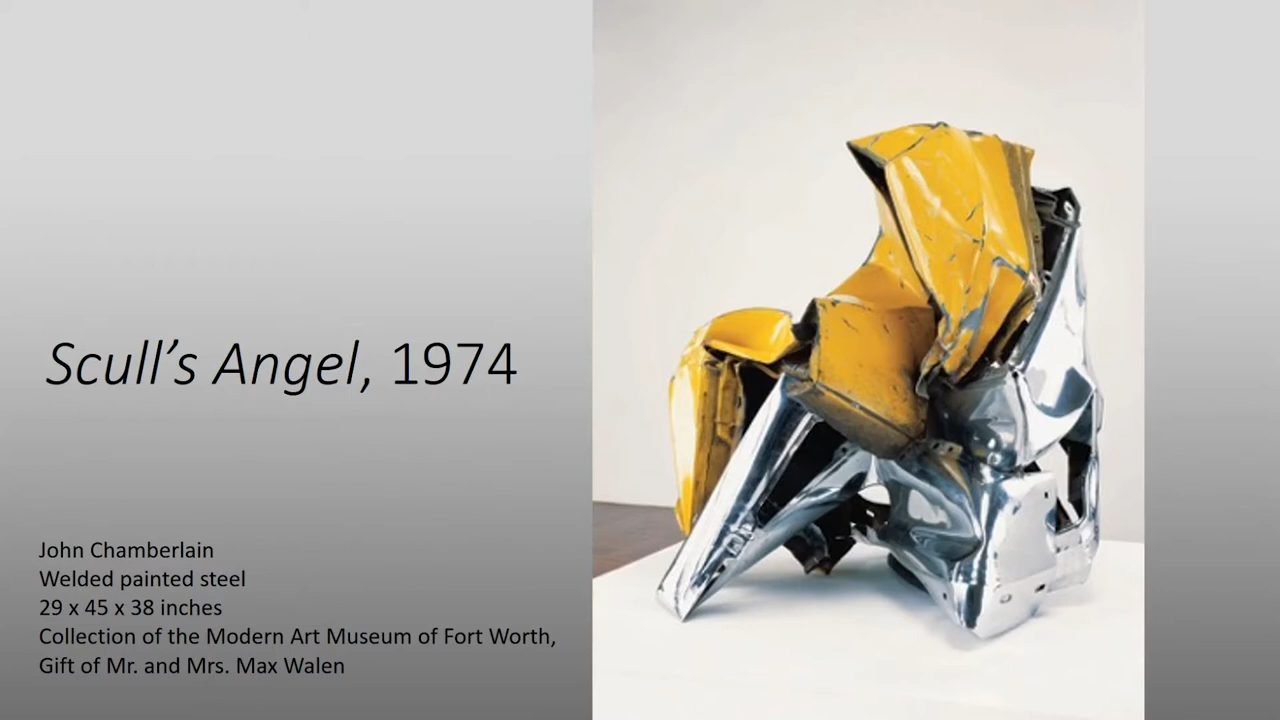 Scull’s Angel, 1974
John Chamberlain
Welded painted steel
29 x 45 x 38 inches
Collection of the Modern Art Museum of Fort Worth,
Gift of Mr. and Mrs. Max Walen